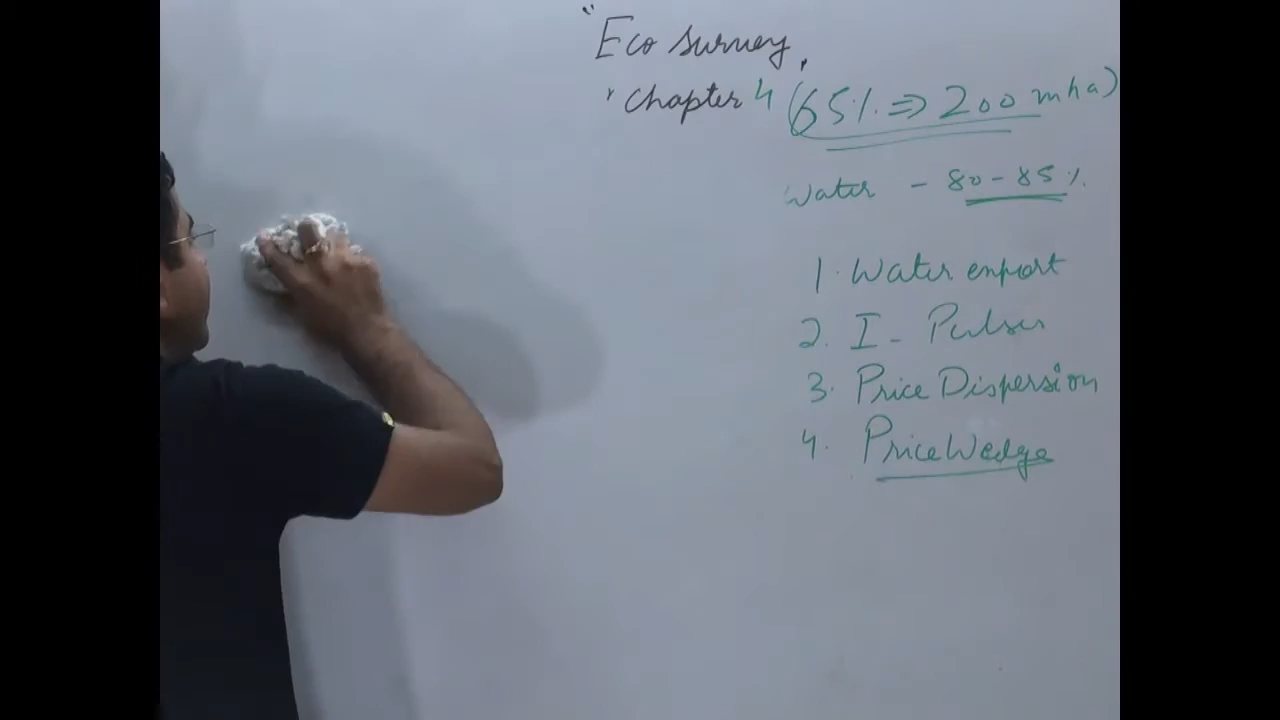 "Eco Survey,
' Chapter 4 (65% ⇒ 200 mha)
Water - 80-85%
1. Water export
2. I - Pulses
3. Price Dispersion
4. Price Wedge